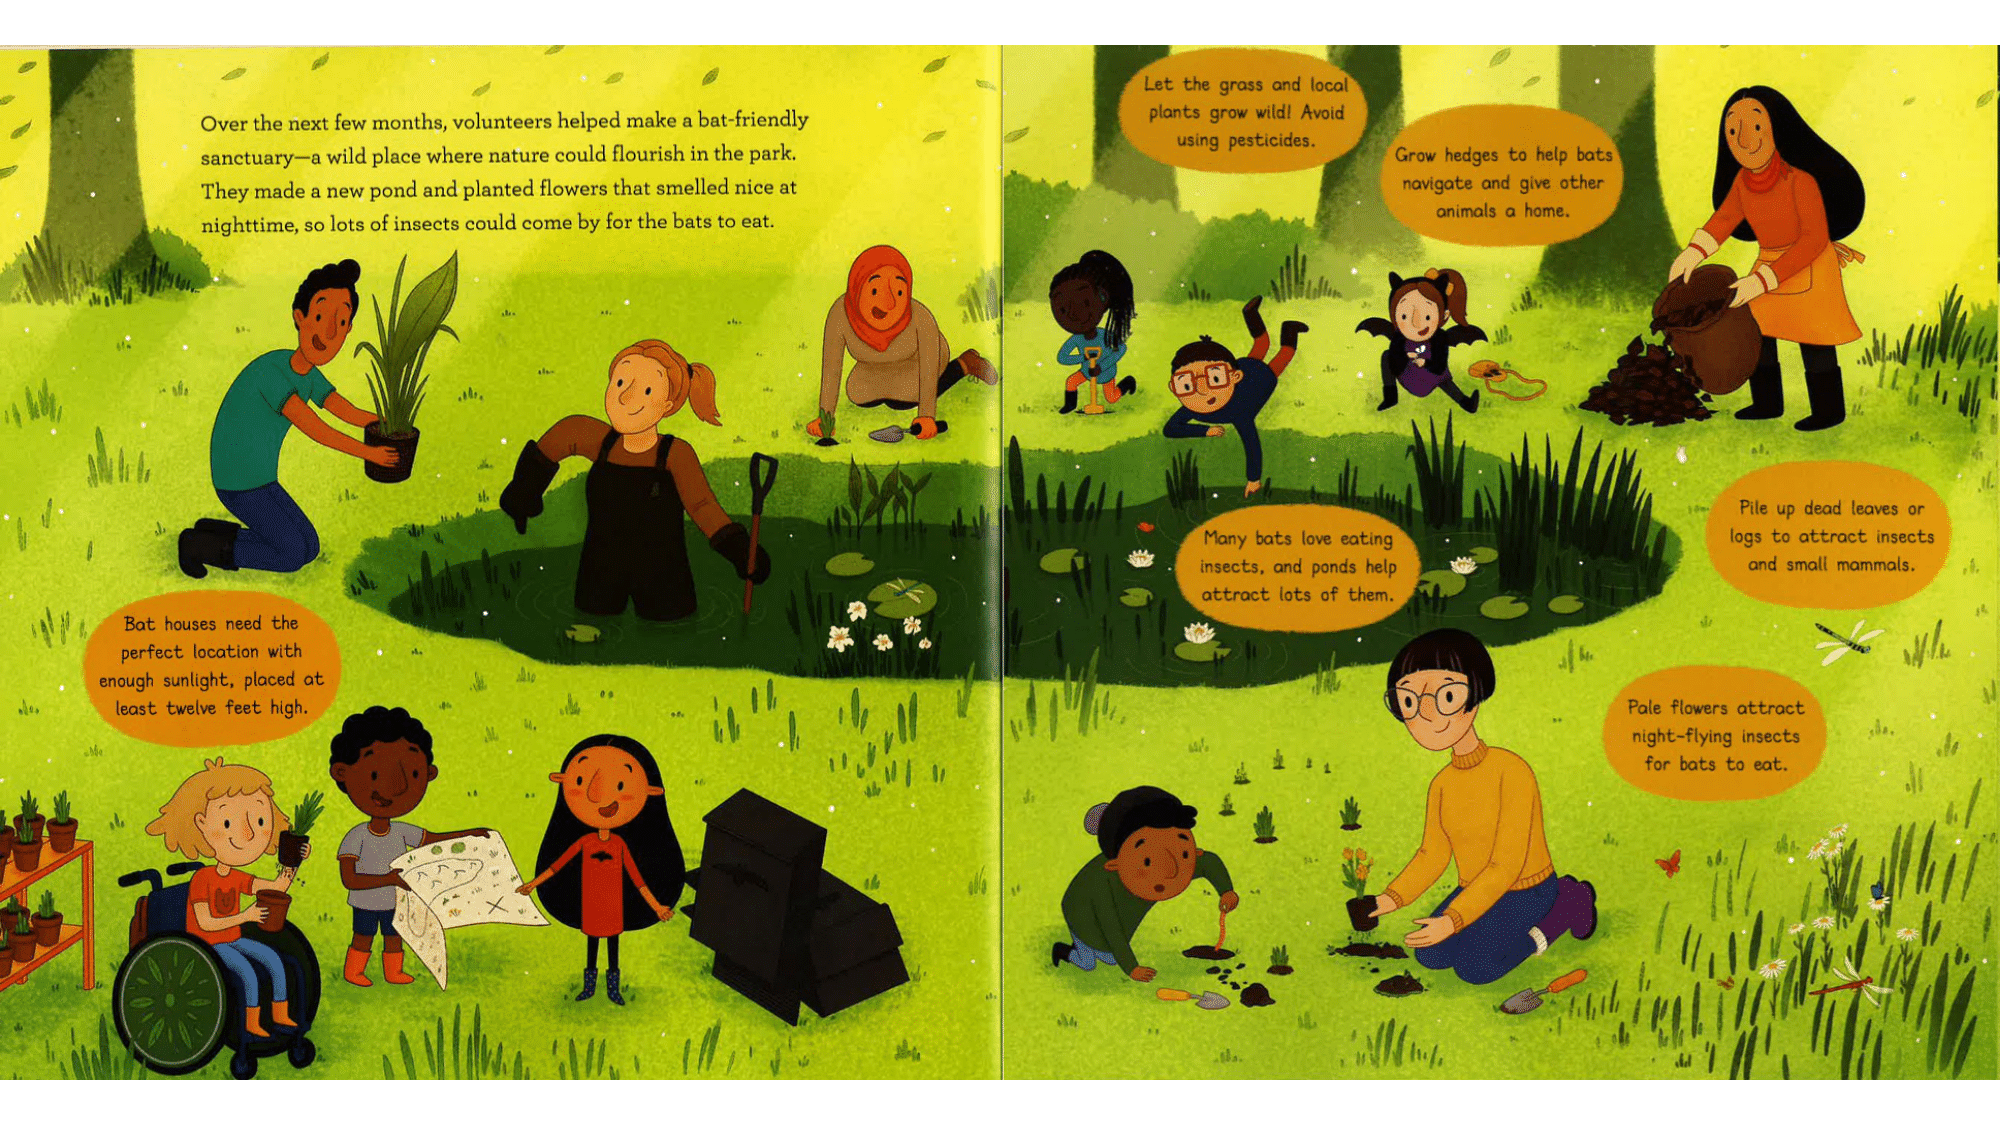 Over the next few months, volunteers helped make a bat-friendly
sanctuary—a wild place where nature could flourish in the park.
They made a new pond and planted flowers that smelled nice at
nighttime, so lots of insects could come by for the bats to eat.
Bat houses need the
perfect location with
enough sunlight, placed at
least twelve feet high.
Let the grass and local
plants grow wild! Avoid
using pesticides.
Grow hedges to help bats
navigate and give other
animals a home.
Many bats love eating
insects, and ponds help
attract lots of them.
Pile up dead leaves or
logs to attract insects
and small mammals.
Pale flowers attract
night-flying insects
for bats to eat.